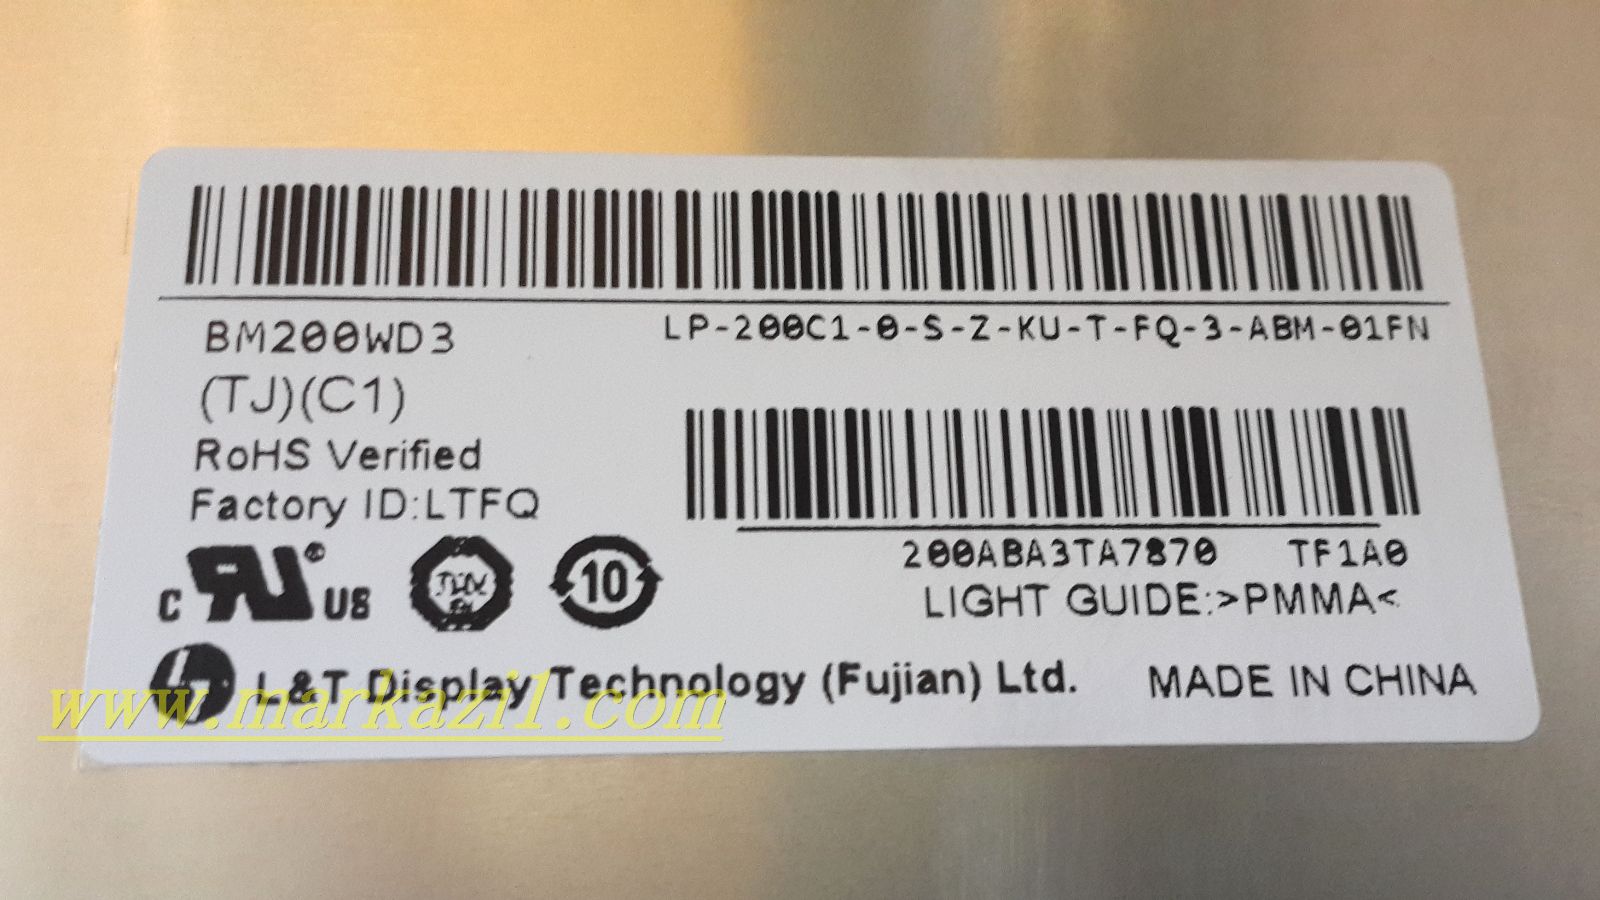 BM200WD3
LP-200C1-0-S-Z-KU-T-FQ-3-ABM-01FN
(TJ)(C1)
RoHS Verified
Factory ID:LTFQ
200ABA3TA7870 TF1A0
LIGHT GUIDE:>PMMA<
C US ®
10
L&T Display Technology (Fujian) Ltd. MADE IN CHINA
www.markazi1.com